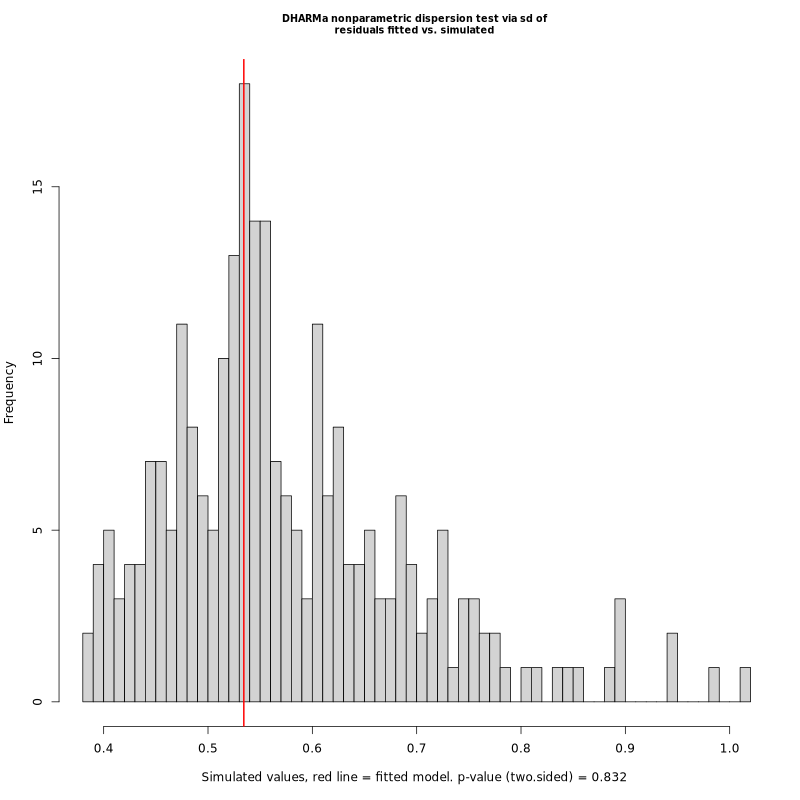 DHARMa nonparametric dispersion test via sd of
residuals fitted vs. simulated
Frequency
15
10
5
0
0.4 0.5 0.6 0.7 0.8 0.9 1.0
Simulated values, red line = fitted model. p-value (two.sided) = 0.832